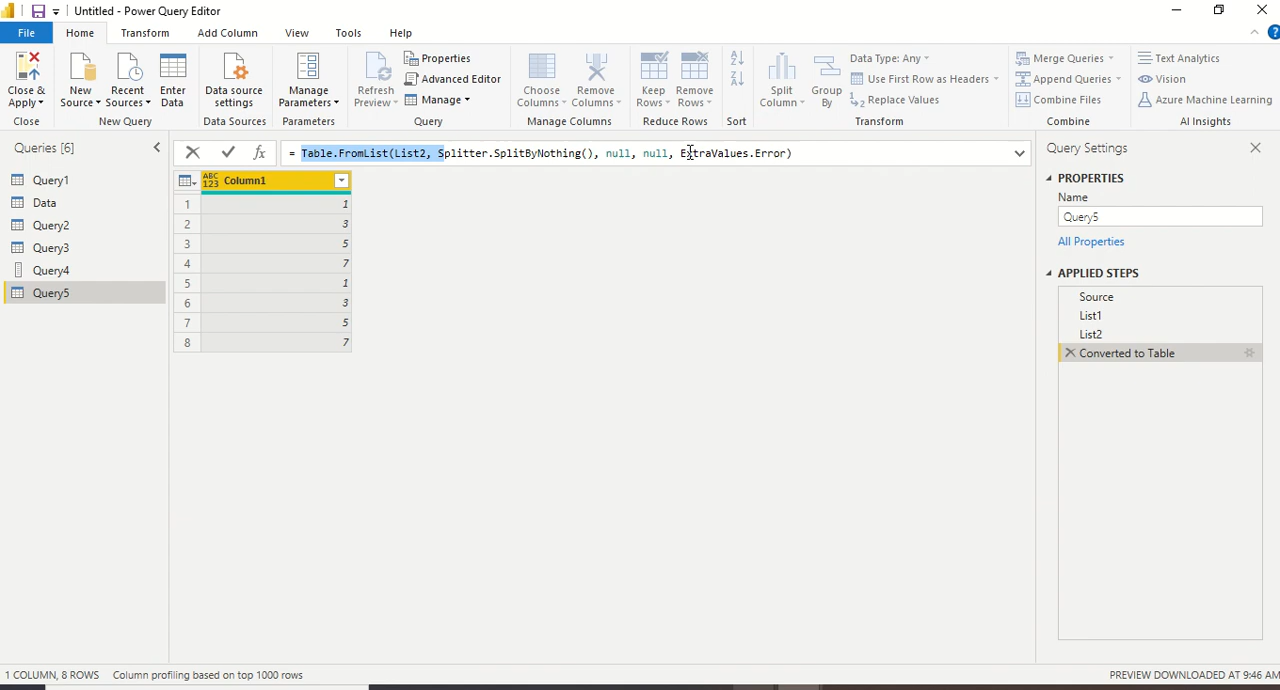 Untitled - Power Query Editor
File Home Transform Add Column View Tools Help
Close & Apply
Close
New Source
Recent Sources
Enter Data
New Query
Data source settings
Data Sources
Manage Parameters
Parameters
Refresh Preview
Properties
Advanced Editor
Manage
Query
Choose Columns
Remove Columns
Manage Columns
Keep Rows
Remove Rows
Reduce Rows
Sort
Split Column
Group By
Data Type: Any
Use First Row as Headers
Replace Values
Transform
Merge Queries
Append Queries
Combine Files
Combine
Text Analytics
Vision
Azure Machine Learning
AI Insights
Queries [6]
Query1
Data
Query2
Query3
Query4
Query5
= Table.FromList(List2, Splitter.SplitByNothing(), null, null, ExtraValues.Error)
ABC 123 Column1
1 1
2 3
3 5
4 7
5 1
6 3
7 5
8 7
Query Settings
PROPERTIES
Name
Query5
All Properties
APPLIED STEPS
Source
List1
List2
Converted to Table
1 COLUMN, 8 ROWS Column profiling based on top 1000 rows
PREVIEW DOWNLOADED AT 9:46 AM